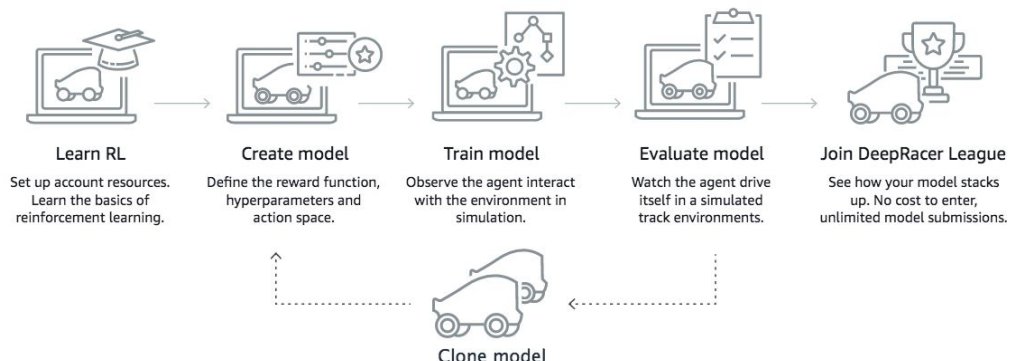 Learn RL
Set up account resources.
Learn the basics of
reinforcement learning.
Create model
Define the reward function,
hyperparameters and
action space.
Train model
Observe the agent interact
with the environment in
simulation.
Evaluate model
Watch the agent drive
itself in a simulated
track environments.
Join DeepRacer League
See how your model stacks
up. No cost to enter,
unlimited model submissions.
Clone model